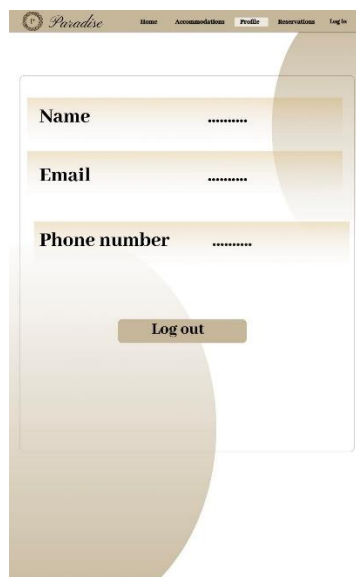 P Paradise Home Accommodations Profile Reservations Log in
Name ..........
Email ..........
Phone number ..........
Log out